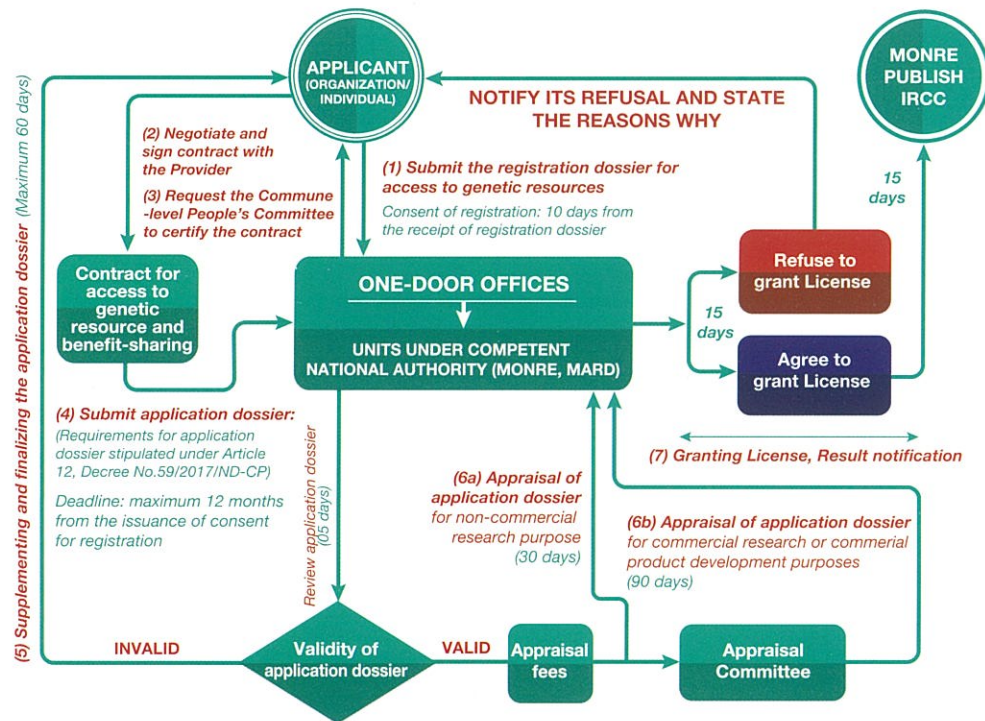 APPLICANT
(ORGANIZATION/
INDIVIDUAL)
MONRE
PUBLISH
IRCC
NOTIFY ITS REFUSAL AND STATE
THE REASONS WHY
(5) Supplementing and finalizing the application dossier (Maximum 60 days)
(2) Negotiate and
sign contract with
the Provider
(3) Request the Commune
-level People's Committee
to certify the contract
(1) Submit the registration dossier for
access to genetic resources
Consent of registration: 10 days from
the receipt of registration dossier
15
days
Contract for
access to
genetic
resource and
benefit-sharing
ONE-DOOR OFFICES
UNITS UNDER COMPETENT
NATIONAL AUTHORITY (MONRE, MARD)
15
days
Refuse to
grant License
Agree to
grant License
(4) Submit application dossier:
(Requirements for application
dossier stipulated under Article
12, Decree No.59/2017/ND-CP)
Deadline: maximum 12 months
from the issuance of consent
for registration
Review application dossier
(05 days)
(6a) Appraisal of
application dossier
for non-commercial
research purpose
(30 days)
(7) Granting License, Result notification
(6b) Appraisal of application dossier
for commercial research or commerial
product development purposes
(90 days)
INVALID
Validity of
application dossier
VALID
Appraisal
fees
Appraisal
Committee